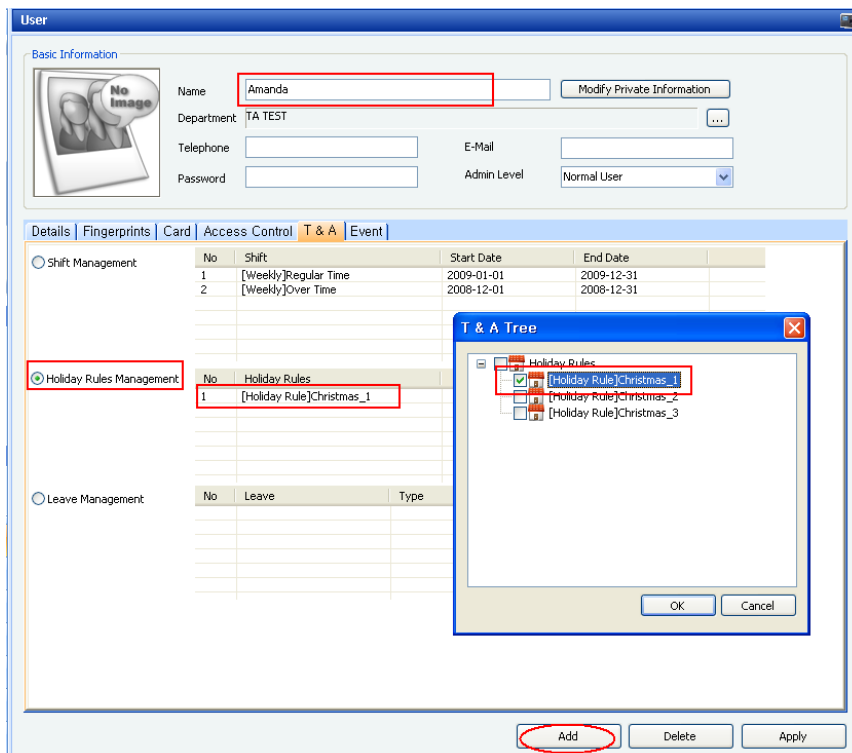 User
Basic Information
No
Image
Name Amanda Modify Private Information
Department TA TEST ...
Telephone E-Mail
Password Admin Level Normal User
Details Fingerprints Card Access Control T & A Event
Shift Management No Shift Start Date End Date
1 [Weekly]Regular Time 2009-01-01 2009-12-31
2 [Weekly]Over Time 2008-12-01 2008-12-31
T & A Tree
Holiday Rules
[Holiday Rule]Christmas_1
[Holiday Rule]Christmas_2
[Holiday Rule]Christmas_3
OK Cancel
Holiday Rules Management No Holiday Rules
1 [Holiday Rule]Christmas_1
Leave Management No Leave Type
Add Delete Apply